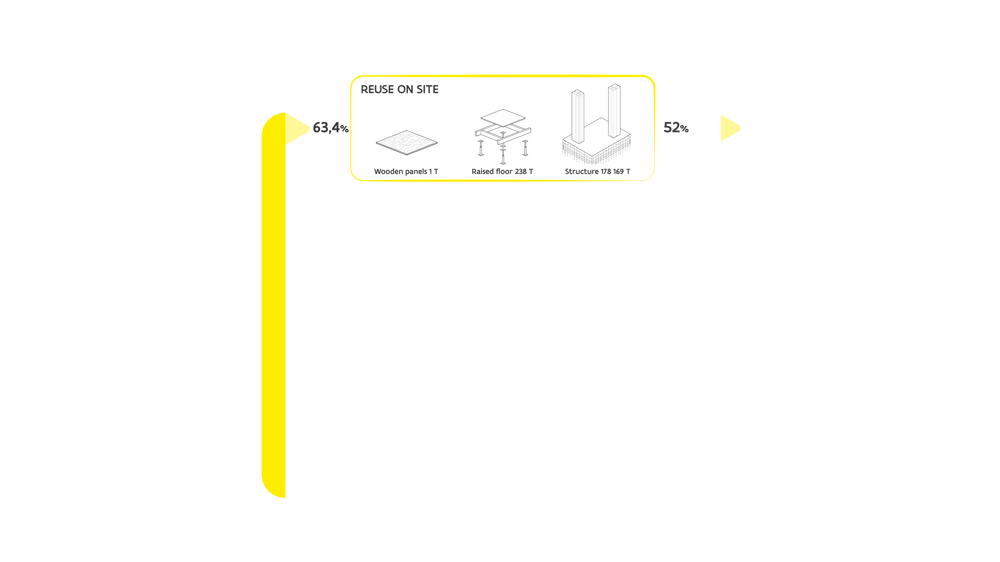 REUSE ON SITE
63,4%
52%
Wooden panels 1 T
Raised floor 238 T
Structure 178 169 T